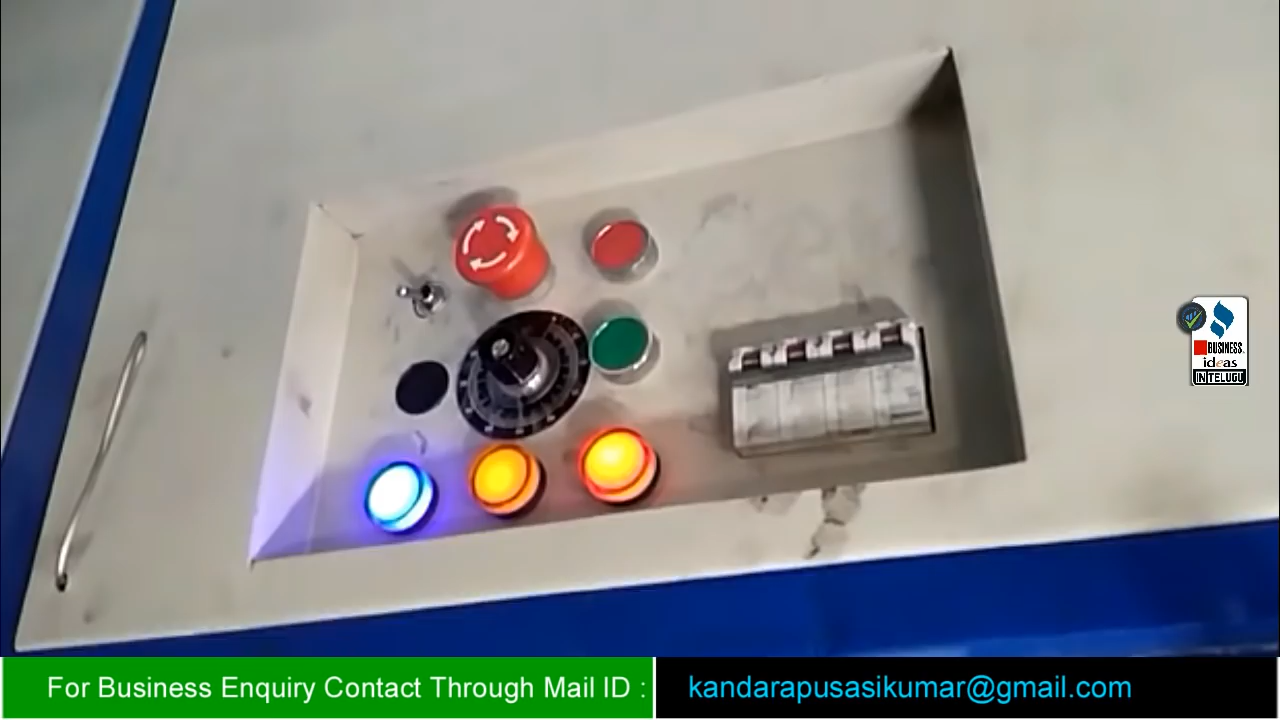 BUSINESS
ideas
IN TELUGU
For Business Enquiry Contact Through Mail ID : kandarapusasikumar@gmail.com